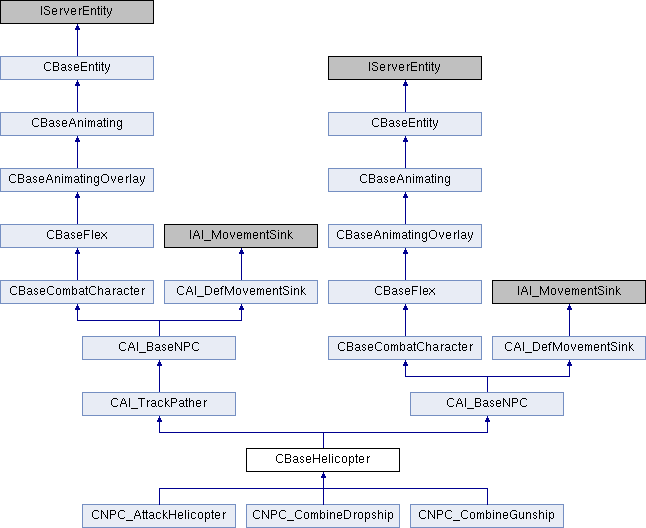 IServerEntity
CBaseEntity
IServerEntity
CBaseAnimating
CBaseEntity
CBaseAnimatingOverlay
CBaseAnimating
CBaseFlex
IAI_MovementSink
CBaseAnimatingOverlay
CBaseCombatCharacter
CAI_DefMovementSink
CBaseFlex
IAI_MovementSink
CAI_BaseNPC
CBaseCombatCharacter
CAI_DefMovementSink
CAI_TrackPather
CAI_BaseNPC
CBaseHelicopter
CNPC_AttackHelicopter
CNPC_CombineDropship
CNPC_CombineGunship